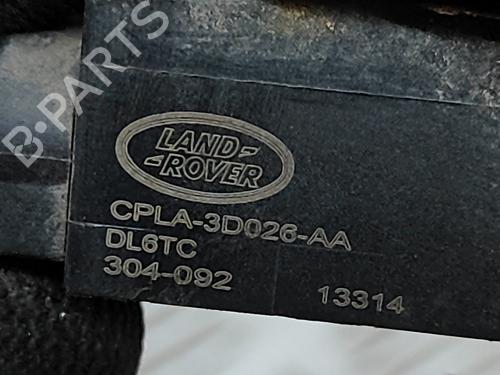 B-PARTS
LAND-
-ROVER
CPLA-3D026-AA
DL6TC
304-092 13314